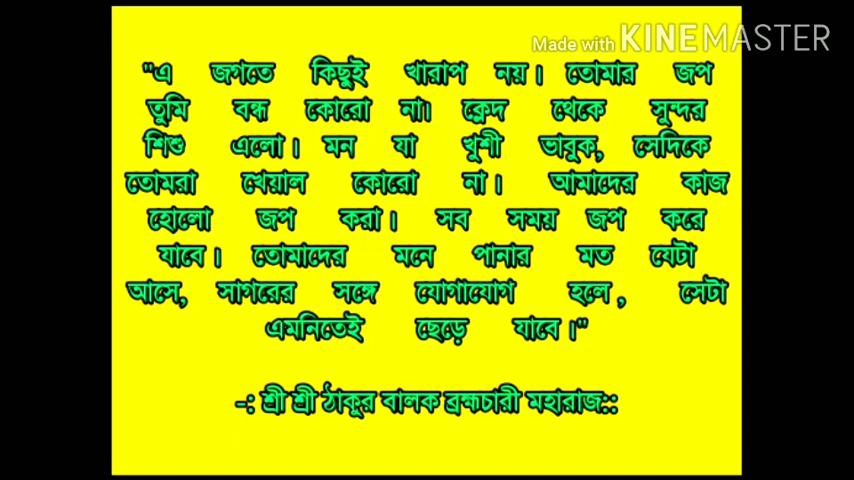 Made with KINEMASTER
"এ জগতে কিছুই খারাপ নয়। তোমার জপ
তুমি বন্ধ কোরো না। ক্লেদ থেকে সুন্দর
শিশু এলো। মন যা খুশী ভাবুক, সেদিকে
তোমরা খেয়াল কোরো না। আমাদের কাজ
হোলো জপ করা। সব সময় জপ করে
যাবে। তোমাদের মনে পানার মত যেটা
আসে, সাগরের সঙ্গে যোগাযোগ হলে, সেটা
এমনিতেই ছেড়ে যাবে।"
-: শ্রী শ্রী ঠাকুর বালক ব্রহ্মচারী মহারাজ::